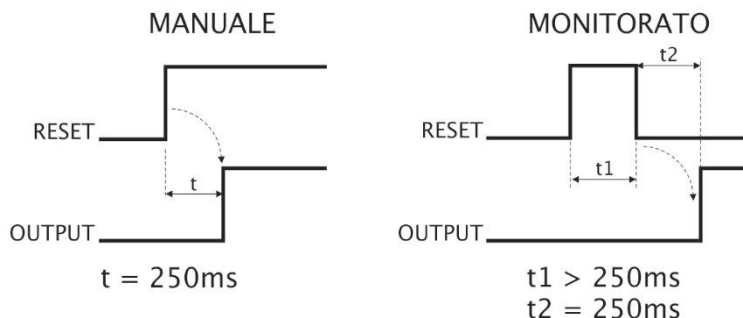 MANUALE
RESET
t
OUTPUT
t = 250ms
MONITORATO
t2
RESET
t1
OUTPUT
t1 > 250ms
t2 = 250ms